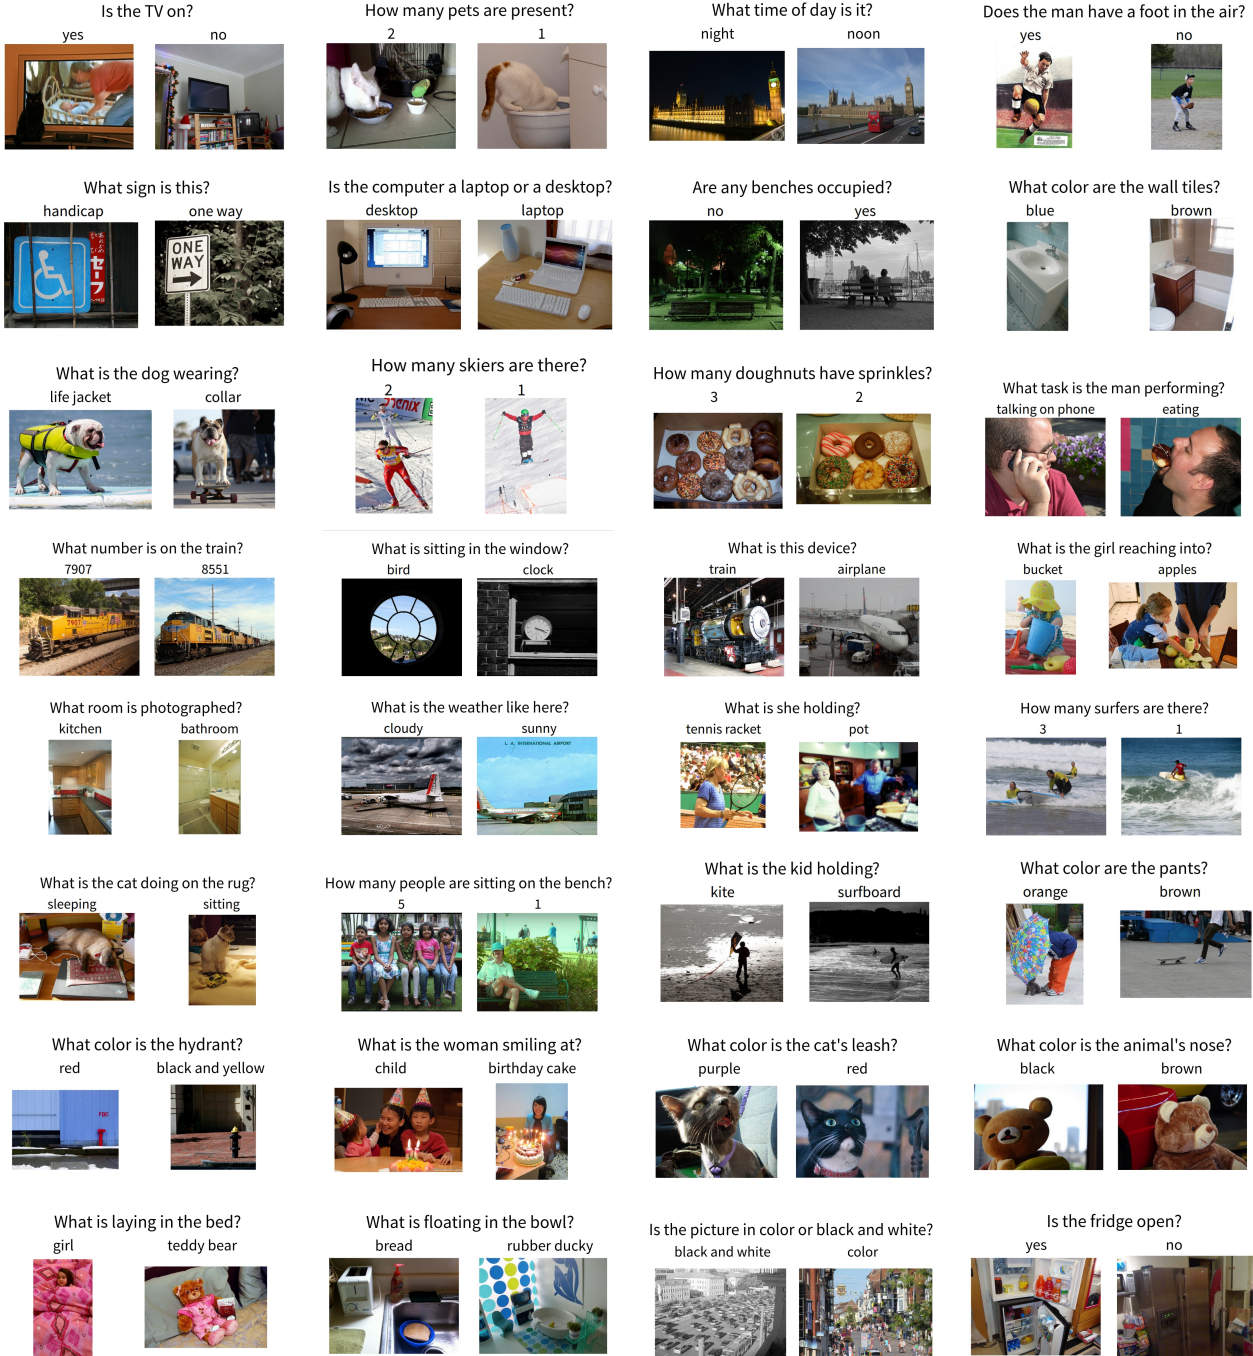 Is the TV on?
yes no
How many pets are present?
2 1
What time of day is it?
night noon
Does the man have a foot in the air?
yes no
What sign is this?
handicap one way
セーフ
ONE
WAY
Is the computer a laptop or a desktop?
desktop laptop
Are any benches occupied?
no yes
What color are the wall tiles?
blue brown
What is the dog wearing?
life jacket collar
How many skiers are there?
2 1
How many doughnuts have sprinkles?
3 2
What task is the man performing?
talking on phone eating
What number is on the train?
7907 8551
7907
What is sitting in the window?
bird clock
What is this device?
train airplane
What is the girl reaching into?
bucket apples
What room is photographed?
kitchen bathroom
What is the weather like here?
cloudy sunny
L. A. INTERNATIONAL AIRPORT
What is she holding?
tennis racket pot
How many surfers are there?
3 1
What is the cat doing on the rug?
sleeping sitting
How many people are sitting on the bench?
5 1
What is the kid holding?
kite surfboard
What color are the pants?
orange brown
What color is the hydrant?
red black and yellow
What is the woman smiling at?
child birthday cake
What color is the cat's leash?
purple red
What color is the animal's nose?
black brown
What is laying in the bed?
girl teddy bear
What is floating in the bowl?
bread rubber ducky
Is the picture in color or black and white?
black and white color
Is the fridge open?
yes no